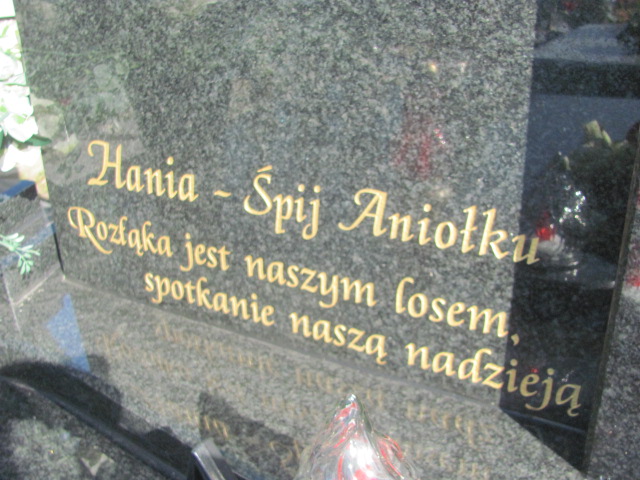 Hania - Śpij Aniołku
Rozłąka jest naszym losem,
spotkanie naszą nadzieją